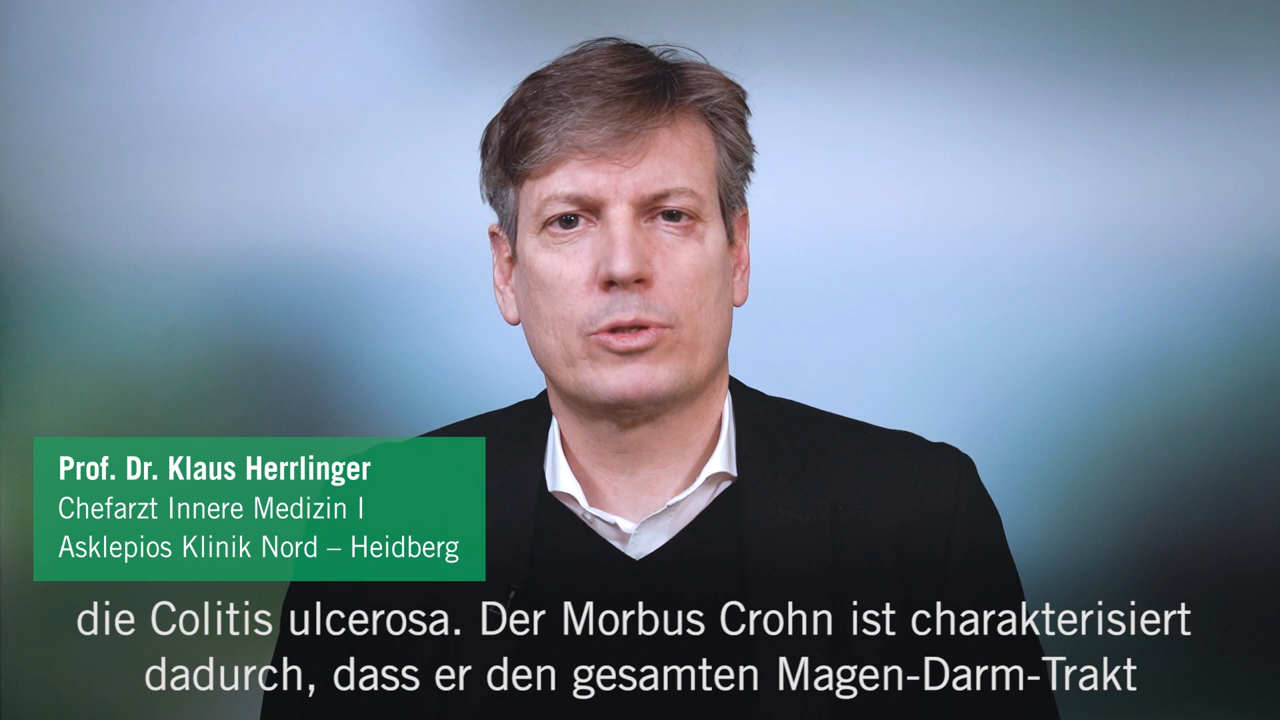 Prof. Dr. Klaus Herrlinger
Chefarzt Innere Medizin I
Asklepios Klinik Nord – Heidberg
die Colitis ulcerosa. Der Morbus Crohn ist charakterisiert
dadurch, dass er den gesamten Magen-Darm-Trakt